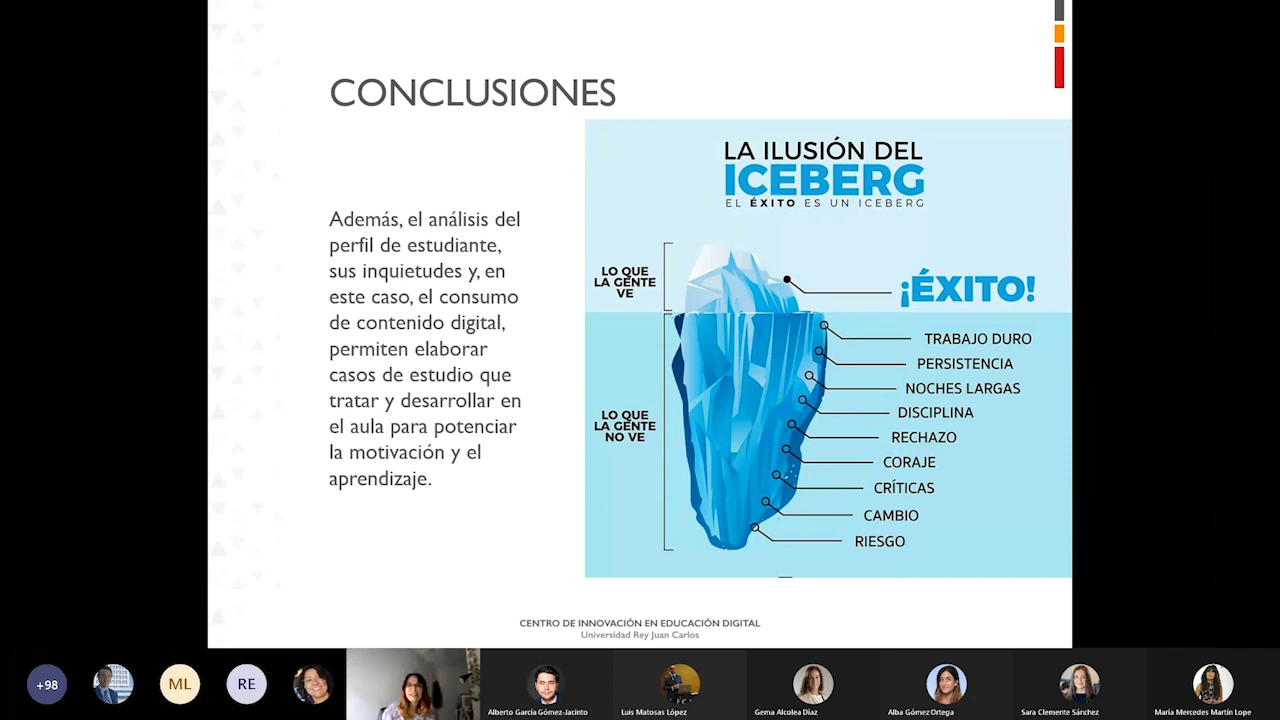 CONCLUSIONES
Además, el análisis del
perfil de estudiante,
sus inquietudes y, en
este caso, el consumo
de contenido digital,
permiten elaborar
casos de estudio que
tratar y desarrollar en
el aula para potenciar
la motivación y el
aprendizaje.
LA ILUSIÓN DEL
ICEBERG
EL ÉXITO ES UN ICEBERG
LO QUE
LA GENTE
VE
¡ÉXITO!
LO QUE
LA GENTE
NO VE
TRABAJO DURO
PERSISTENCIA
NOCHES LARGAS
DISCIPLINA
RECHAZO
CORAJE
CRÍTICAS
CAMBIO
RIESGO
CENTRO DE INNOVACIÓN EN EDUCACIÓN DIGITAL
Universidad Rey Juan Carlos
+98
ML
RE
Alberto García Gómez-Jacinto
Luis Matosas López
Gema Alcolea Díaz
Alba Gómez Ortega
Sara Clemente Sánchez
María Mercedes Martín Lope